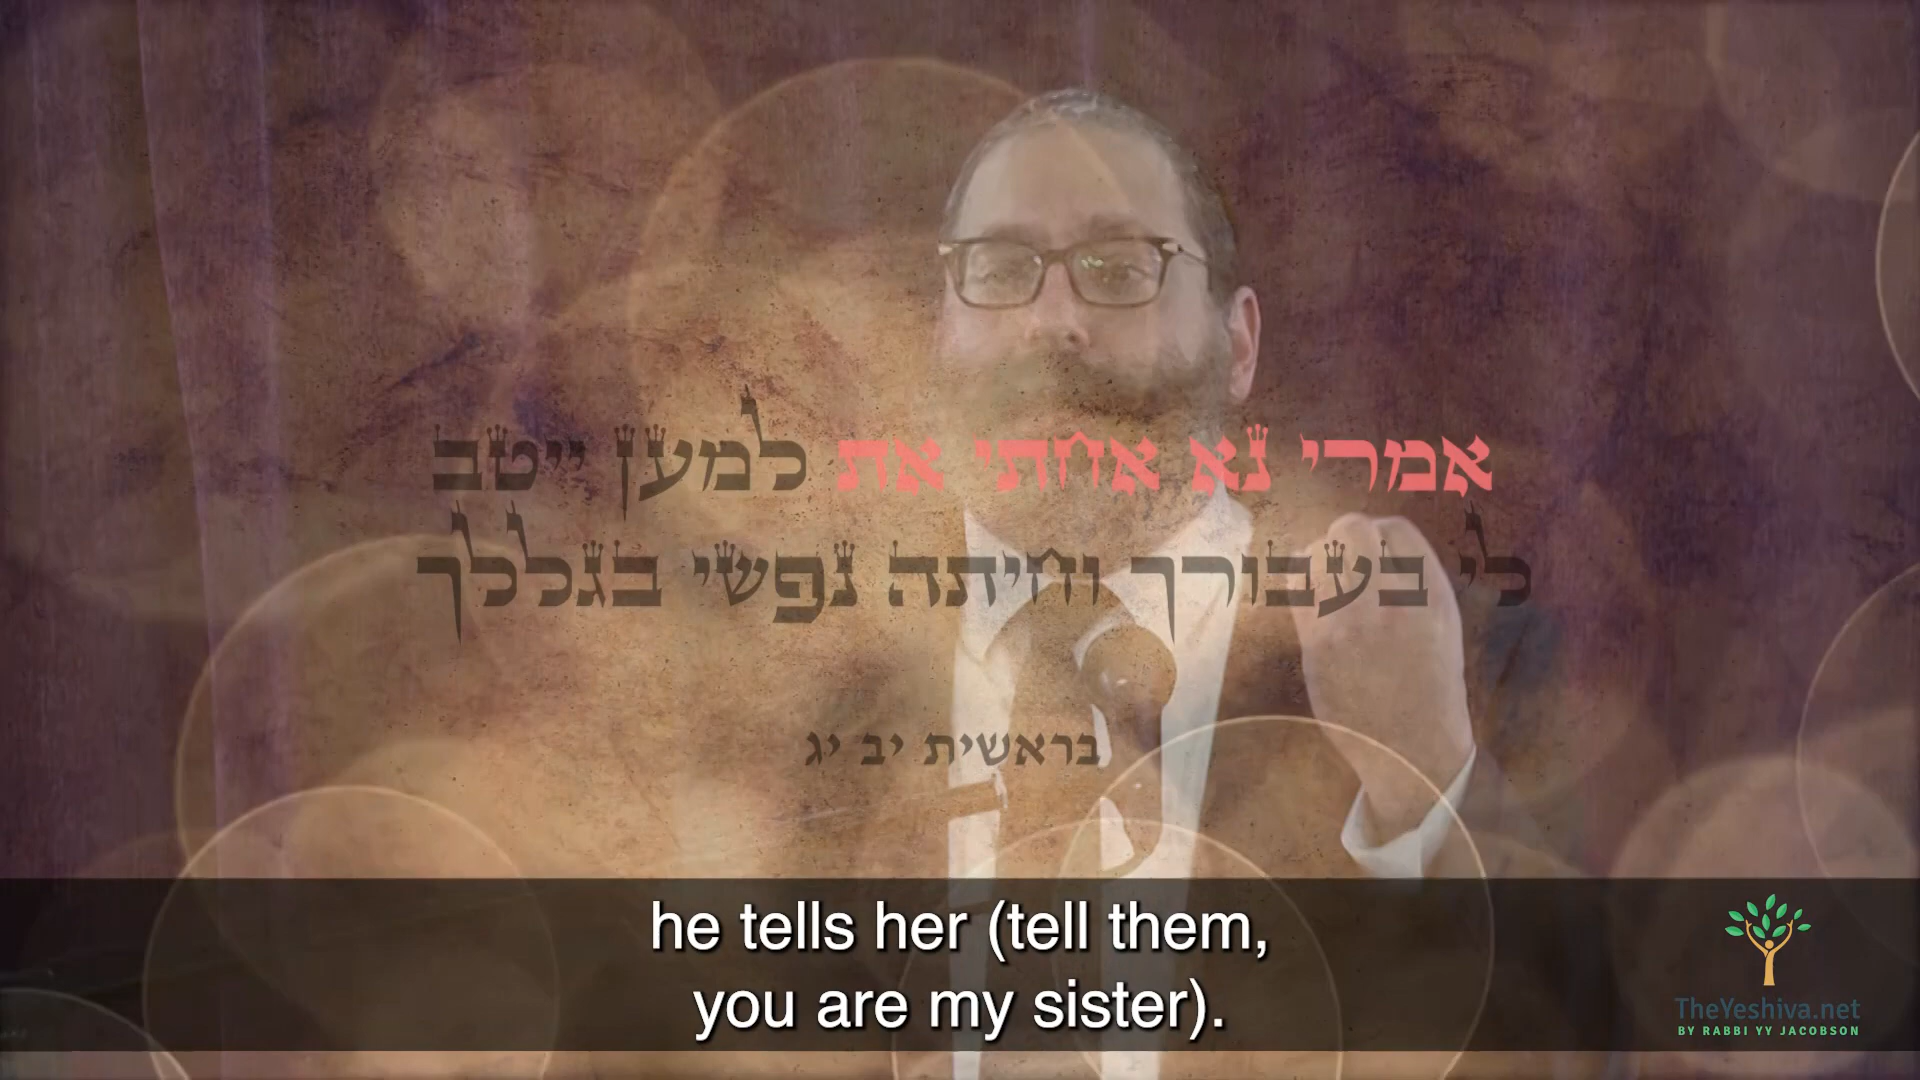 אמרי נא אחתי את למען ייטב
לי בעבורך וחיתה נפשי בגללך
בראשית יב יג
he tells her (tell them,
you are my sister).
TheYeshiva.net
BY RABBI YY JACOBSON